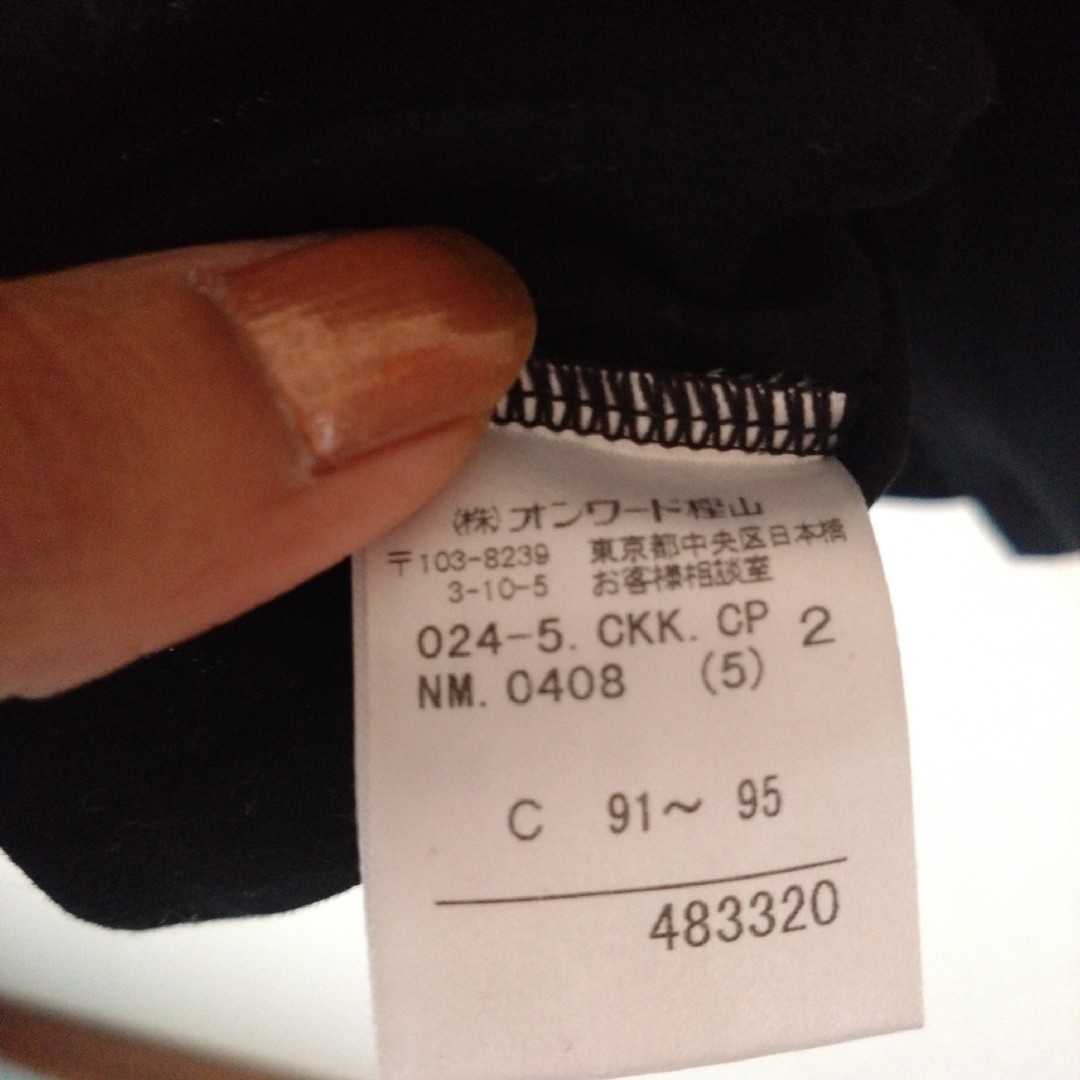 (株)オンワード樫山
〒103-8239 東京都中央区日本橋
3-10-5 お客様相談室
024-5. CKK. CP 2
NM. 0408 (5)
C 91～ 95
483320